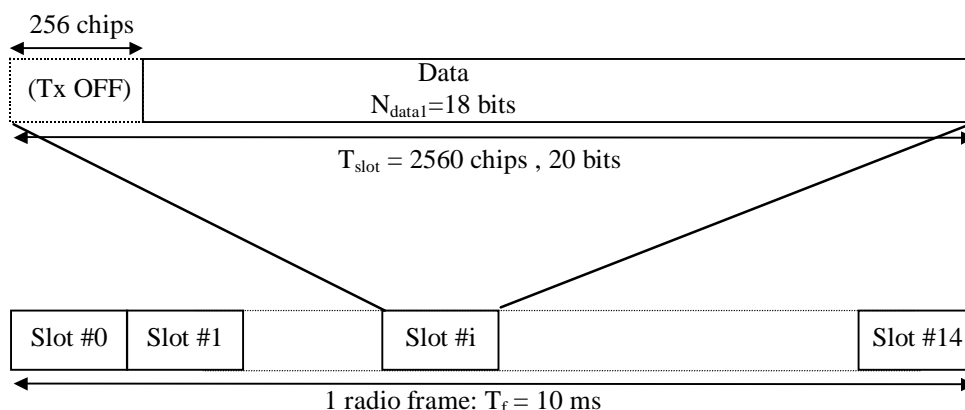 256 chips
(Tx OFF)
Data
N_data1=18 bits
T_slot = 2560 chips , 20 bits
Slot #0 Slot #1 Slot #i Slot #14
1 radio frame: T_f = 10 ms